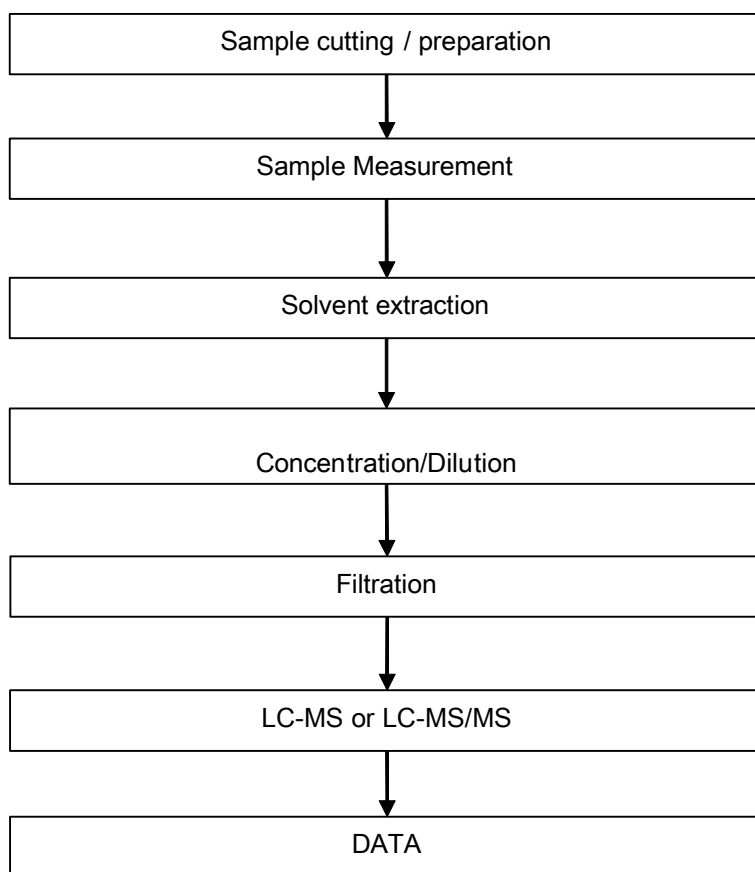 Sample cutting / preparation
Sample Measurement
Solvent extraction
Concentration/Dilution
Filtration
LC-MS or LC-MS/MS
DATA